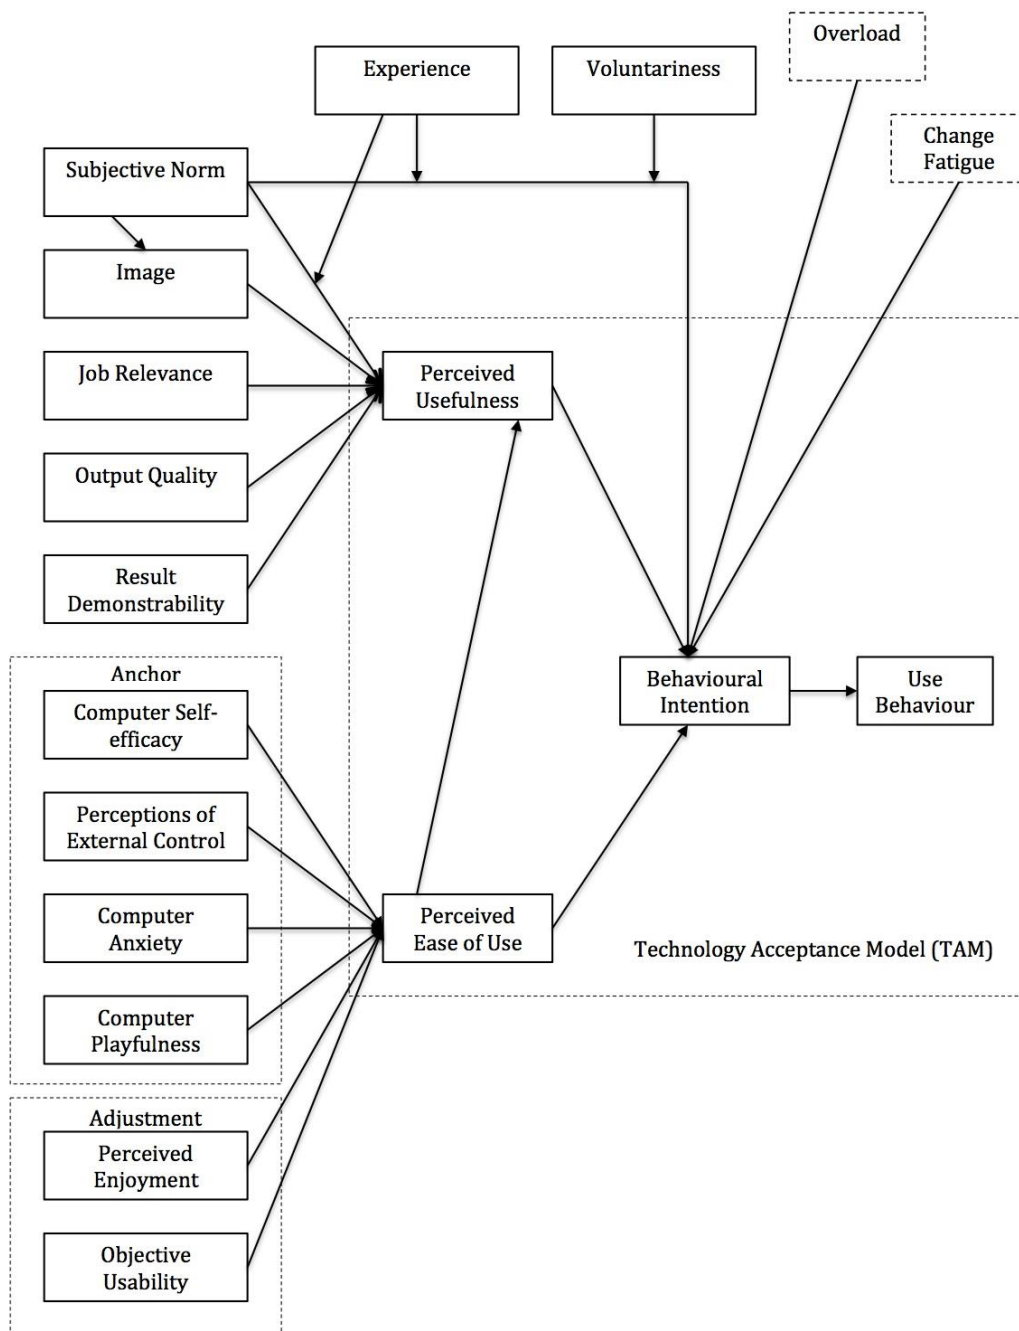 Overload
Experience
Voluntariness
Change
Fatigue
Subjective Norm
Image
Job Relevance
Perceived
Usefulness
Output Quality
Result
Demonstrability
Anchor
Computer Self-
efficacy
Behavioural
Intention
Use
Behaviour
Perceptions of
External Control
Computer
Anxiety
Perceived
Ease of Use
Technology Acceptance Model (TAM)
Computer
Playfulness
Adjustment
Perceived
Enjoyment
Objective
Usability